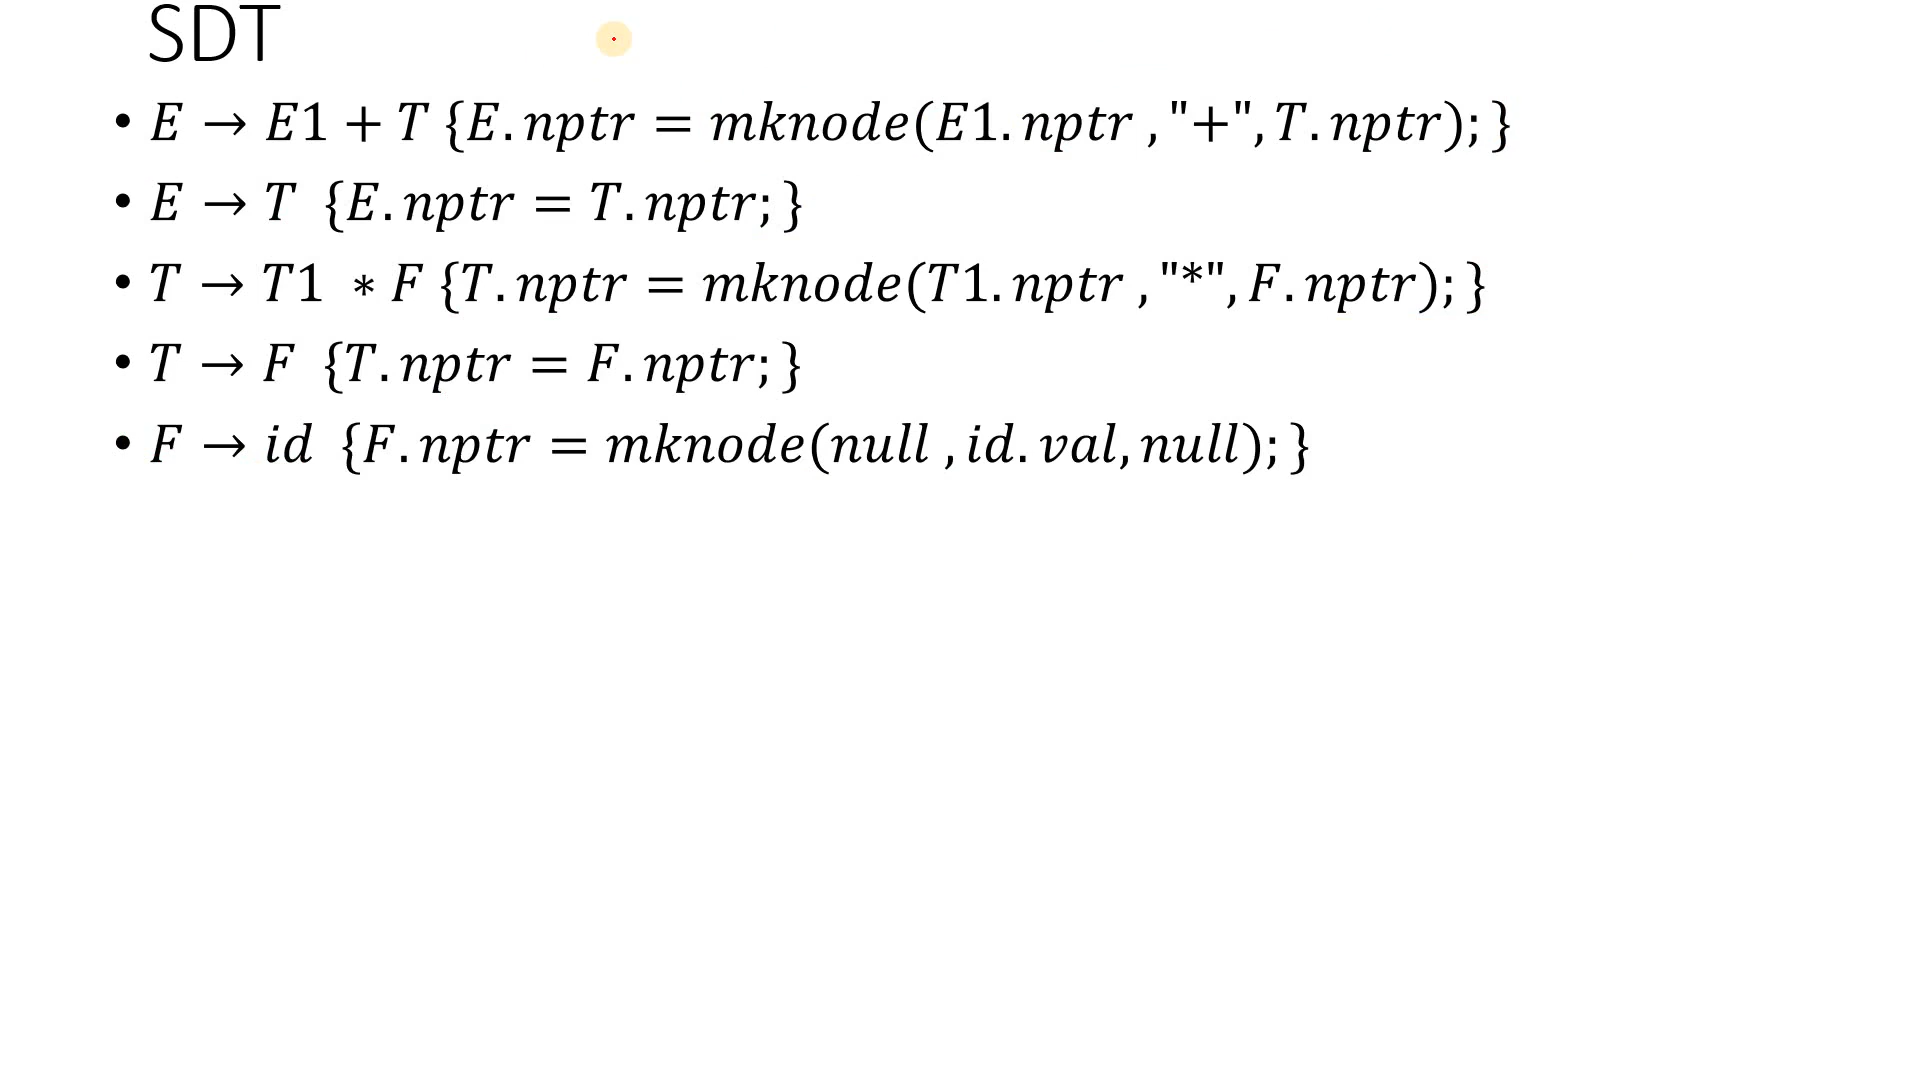 SDT
• E → E1 + T {E.nptr = mknode(E1.nptr ,"+", T.nptr); }
• E → T {E.nptr = T.nptr; }
• T → T1 ∗ F {T.nptr = mknode(T1.nptr ,"*", F.nptr); }
• T → F {T.nptr = F.nptr; }
• F → id {F.nptr = mknode(null , id.val, null); }